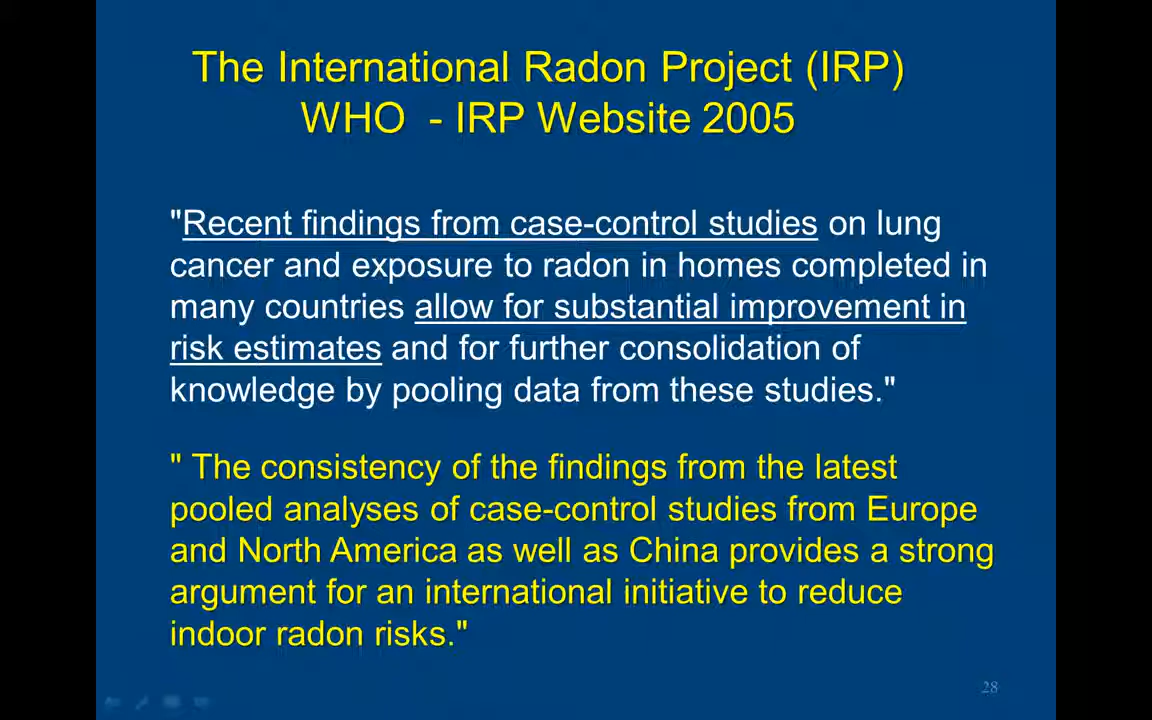 The International Radon Project (IRP)
WHO - IRP Website 2005
"Recent findings from case-control studies on lung
cancer and exposure to radon in homes completed in
many countries allow for substantial improvement in
risk estimates and for further consolidation of
knowledge by pooling data from these studies."
" The consistency of the findings from the latest
pooled analyses of case-control studies from Europe
and North America as well as China provides a strong
argument for an international initiative to reduce
indoor radon risks."
28